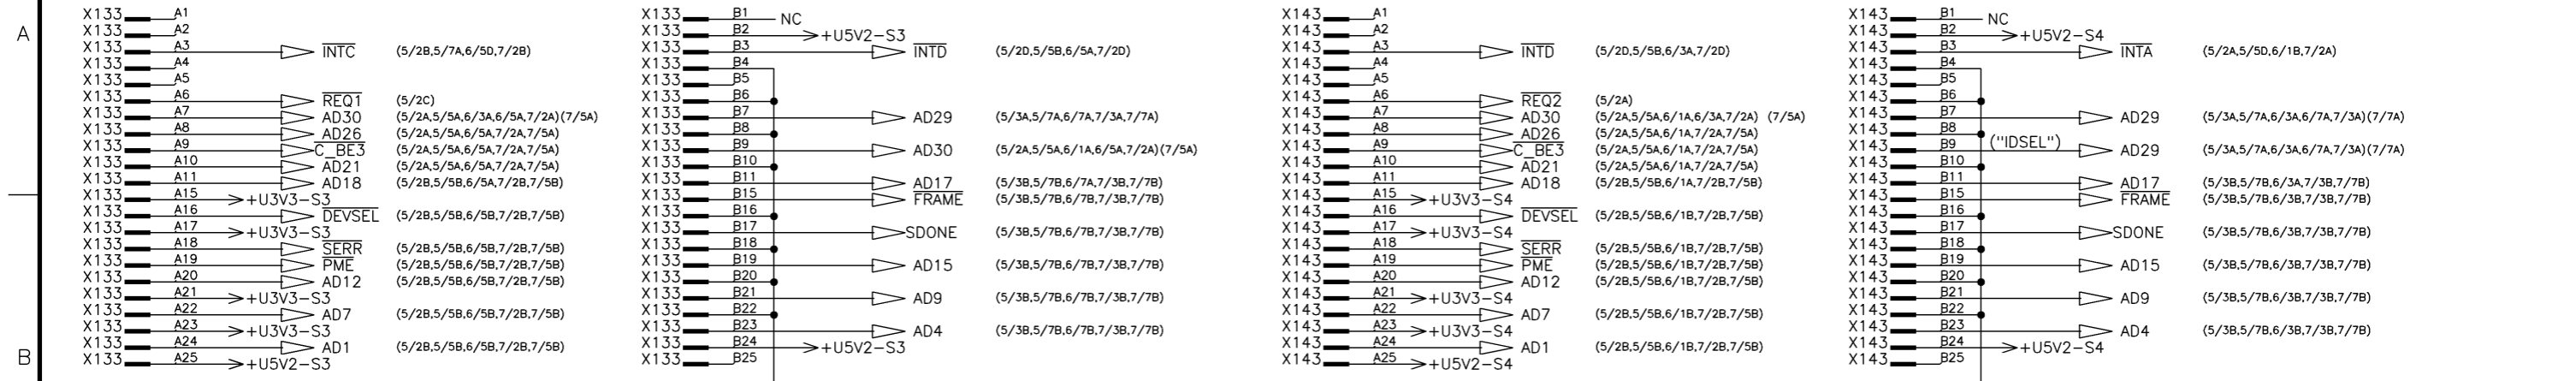 A
X133 A1
X133 A2
X133 A3 INTC (5/2B,5/7A,6/5D,7/2B)
X133 A4
X133 A5
X133 A6 REQ1 (5/2C)
X133 A7 AD30 (5/2A,5/5A,6/3A,6/5A,7/2A)(7/5A)
X133 A8 AD26 (5/2A,5/5A,6/5A,7/2A,7/5A)
X133 A9 C_BE3 (5/2A,5/5A,6/5A,7/2A,7/5A)
X133 A10 AD21 (5/2A,5/5A,6/5A,7/2A,7/5A)
X133 A11 AD18 (5/2B,5/5B,6/5A,7/2B,7/5B)
X133 A15 +U3V3-S3
X133 A16 DEVSEL (5/2B,5/5B,6/5B,7/2B,7/5B)
X133 A17 +U3V3-S3
X133 A18 SERR (5/2B,5/5B,6/5B,7/2B,7/5B)
X133 A19 PME (5/2B,5/5B,6/5B,7/2B,7/5B)
X133 A20 AD12 (5/2B,5/5B,6/5B,7/2B,7/5B)
X133 A21 +U3V3-S3
X133 A22 AD7 (5/2B,5/5B,6/5B,7/2B,7/5B)
X133 A23 +U3V3-S3
X133 A24 AD1 (5/2B,5/5B,6/5B,7/2B,7/5B)
X133 A25 +U5V2-S3
B
X133 B1 NC
X133 B2 +U5V2-S3
X133 B3 INTD (5/2D,5/5B,6/5A,7/2D)
X133 B4
X133 B5
X133 B6
X133 B7 AD29 (5/3A,5/7A,6/7A,7/3A,7/7A)
X133 B8
X133 B9 AD30 (5/2A,5/5A,6/1A,6/5A,7/2A)(7/5A)
X133 B10
X133 B11 AD17 (5/3B,5/7B,6/7A,7/3B,7/7B)
X133 B15 FRAME (5/3B,5/7B,6/7B,7/3B,7/7B)
X133 B16
X133 B17 SDONE (5/3B,5/7B,6/7B,7/3B,7/7B)
X133 B18
X133 B19 AD15 (5/3B,5/7B,6/7B,7/3B,7/7B)
X133 B20
X133 B21 AD9 (5/3B,5/7B,6/7B,7/3B,7/7B)
X133 B22
X133 B23 AD4 (5/3B,5/7B,6/7B,7/3B,7/7B)
X133 B24 +U5V2-S3
X133 B25
X143 A1
X143 A2
X143 A3 INTD (5/2D,5/5B,6/3A,7/2D)
X143 A4
X143 A5
X143 A6 REQ2 (5/2A)
X143 A7 AD30 (5/2A,5/5A,6/1A,6/3A,7/2A) (7/5A)
X143 A8 AD26 (5/2A,5/5A,6/1A,7/2A,7/5A)
X143 A9 C_BE3 (5/2A,5/5A,6/1A,7/2A,7/5A)
X143 A10 AD21 (5/2A,5/5A,6/1A,7/2A,7/5A)
X143 A11 AD18 (5/2B,5/5B,6/1A,7/2B,7/5B)
X143 A15 +U3V3-S4
X143 A16 DEVSEL (5/2B,5/5B,6/1B,7/2B,7/5B)
X143 A17 +U3V3-S4
X143 A18 SERR (5/2B,5/5B,6/1B,7/2B,7/5B)
X143 A19 PME (5/2B,5/5B,6/1B,7/2B,7/5B)
X143 A20 AD12 (5/2B,5/5B,6/1B,7/2B,7/5B)
X143 A21 +U3V3-S4
X143 A22 AD7 (5/2B,5/5B,6/1B,7/2B,7/5B)
X143 A23 +U3V3-S4
X143 A24 AD1 (5/2B,5/5B,6/1B,7/2B,7/5B)
X143 A25 +U5V2-S4
X143 B1 NC
X143 B2 +U5V2-S4
X143 B3 INTA (5/2A,5/5D,6/1B,7/2A)
X143 B4
X143 B5
X143 B6
X143 B7 AD29 (5/3A,5/7A,6/3A,6/7A,7/3A)(7/7A)
X143 B8
X143 B9 ("IDSEL") AD29 (5/3A,5/7A,6/3A,6/7A,7/3A)(7/7A)
X143 B10
X143 B11 AD17 (5/3B,5/7B,6/3A,7/3B,7/7B)
X143 B15 FRAME (5/3B,5/7B,6/3B,7/3B,7/7B)
X143 B16
X143 B17 SDONE (5/3B,5/7B,6/3B,7/3B,7/7B)
X143 B18
X143 B19 AD15 (5/3B,5/7B,6/3B,7/3B,7/7B)
X143 B20
X143 B21 AD9 (5/3B,5/7B,6/3B,7/3B,7/7B)
X143 B22
X143 B23 AD4 (5/3B,5/7B,6/3B,7/3B,7/7B)
X143 B24 +U5V2-S4
X143 B25